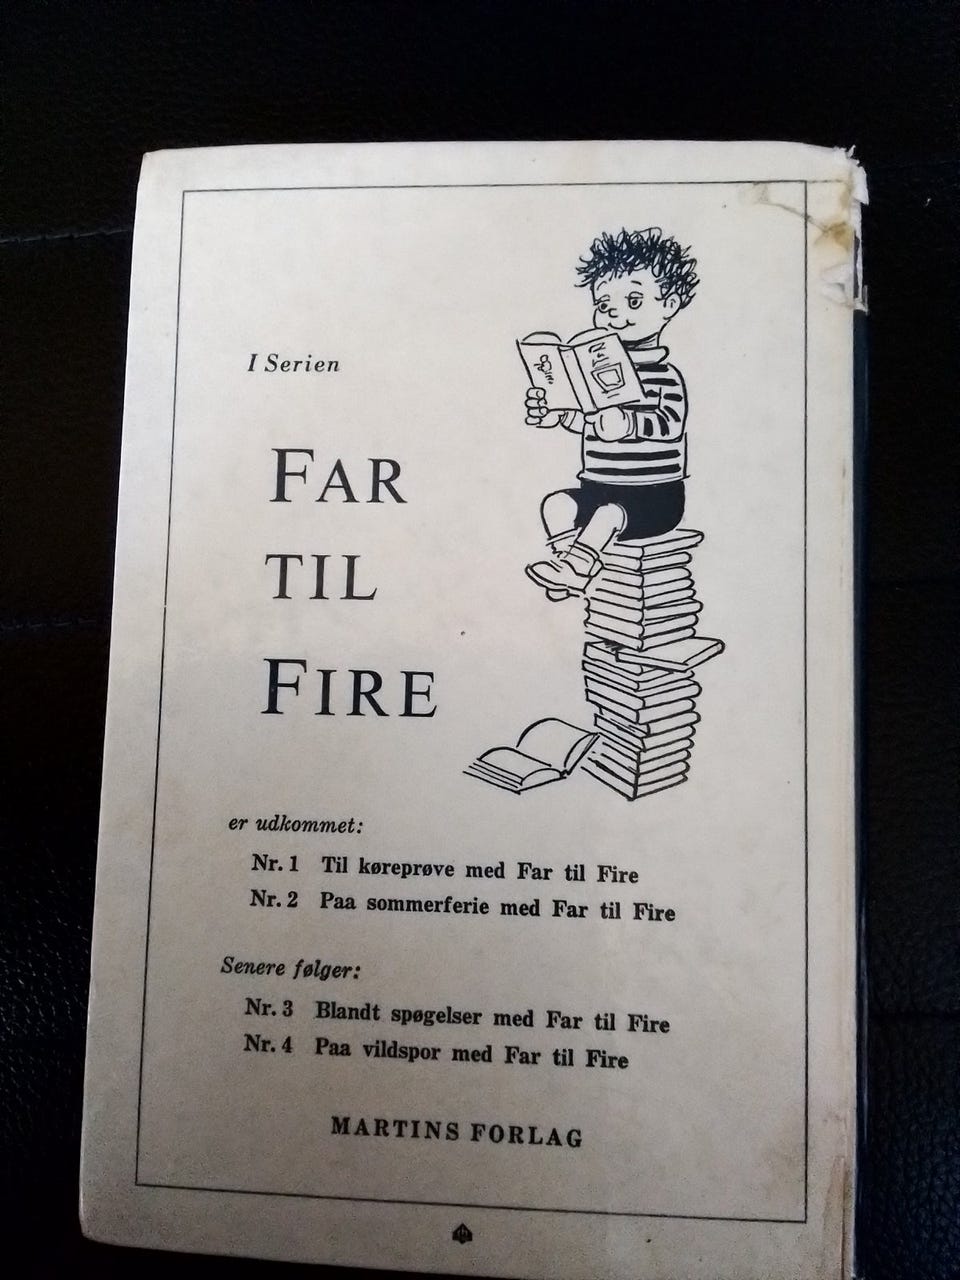 I Serien
FAR
TIL
FIRE
er udkommet:
Nr. 1 Til køreprøve med Far til Fire
Nr. 2 Paa sommerferie med Far til Fire
Senere følger:
Nr. 3 Blandt spøgelser med Far til Fire
Nr. 4 Paa vildspor med Far til Fire
MARTINS FORLAG